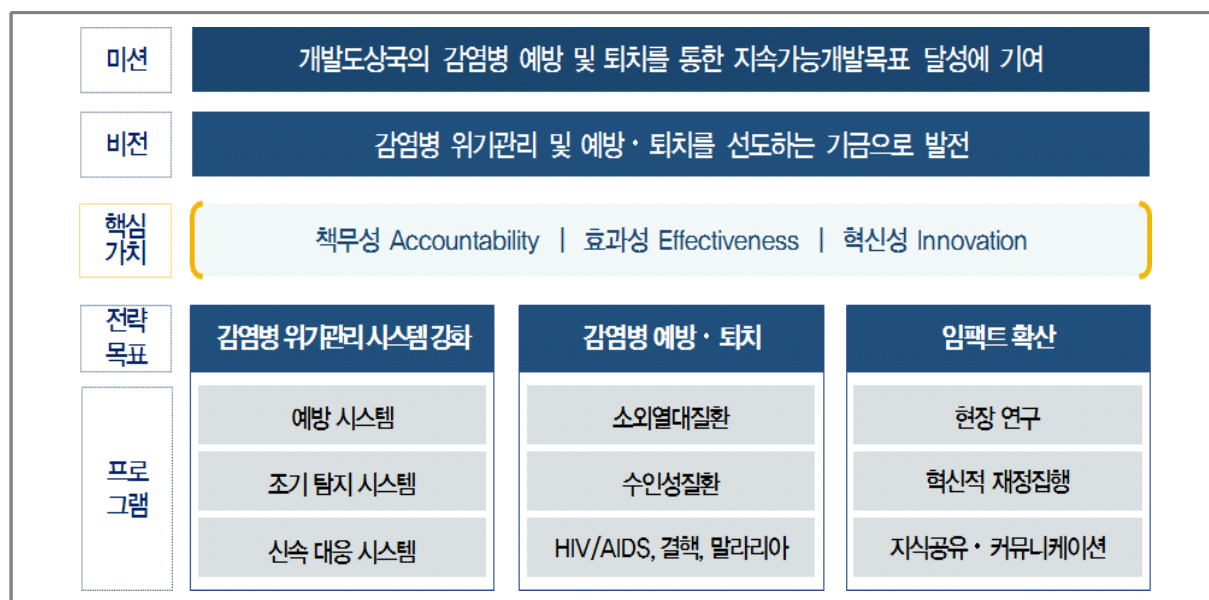 미션
개발도상국의 감염병 예방 및 퇴치를 통한 지속가능개발목표 달성에 기여
비전
감염병 위기관리 및 예방・퇴치를 선도하는 기금으로 발전
핵심
가치
책무성 Accountability | 효과성 Effectiveness | 혁신성 Innovation
전략
목표
감염병 위기관리 시스템 강화
감염병 예방・퇴치
임팩트 확산
프로
그램
예방 시스템
소외열대질환
현장 연구
조기 탐지 시스템
수인성질환
혁신적 재정집행
신속 대응 시스템
HIV/AIDS, 결핵, 말라리아
지식공유・커뮤니케이션